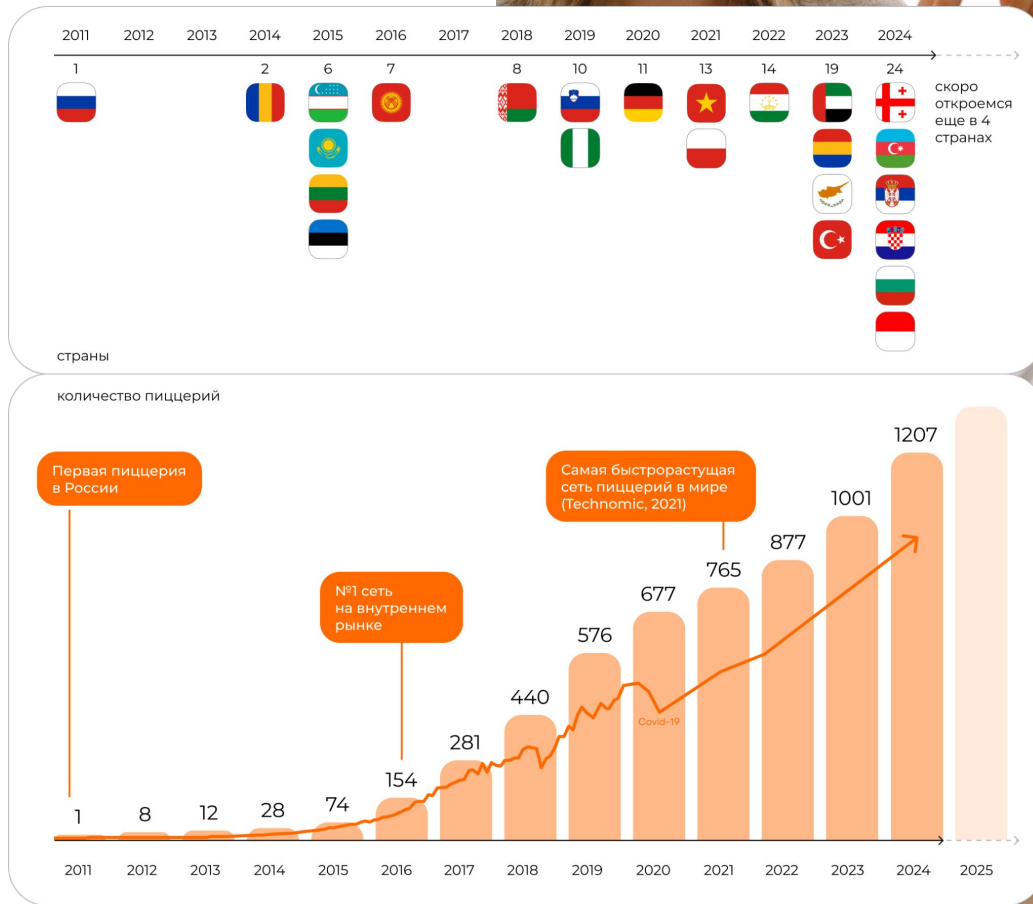 2011 2012 2013 2014 2015 2016 2017 2018 2019 2020 2021 2022 2023 2024
1 2 6 7 8 10 11 13 14 19 24
скоро
откроемся
еще в 4
странах
страны
количество пиццерий
Первая пиццерия
в России
№1 сеть
на внутреннем
рынке
Самая быстрорастущая
сеть пиццерий в мире
(Technomic, 2021)
1 8 12 28 74 154 281 440 576 677 765 877 1001 1207
Covid-19
2011 2012 2013 2014 2015 2016 2017 2018 2019 2020 2021 2022 2023 2024 2025